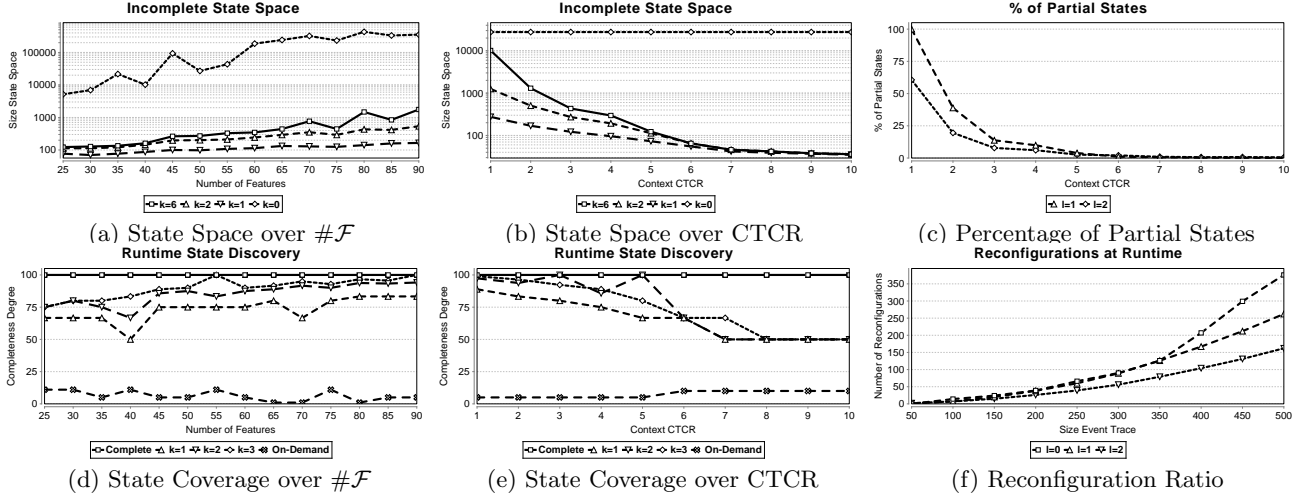 Incomplete State Space
Size State Space
100000
10000
1000
100
25 30 35 40 45 50 55 60 65 70 75 80 85 90
Number of Features
k=6 k=2 k=1 k=0
(a) State Space over #F
Incomplete State Space
Size State Space
10000
1000
100
1 2 3 4 5 6 7 8 9 10
Context CTCR
k=6 k=2 k=1 k=0
(b) State Space over CTCR
% of Partial States
% of Partial States
100
75
50
25
0
1 2 3 4 5 6 7 8 9 10
Context CTCR
l=1 l=2
(c) Percentage of Partial States
Runtime State Discovery
Completeness Degree
100
75
50
25
0
25 30 35 40 45 50 55 60 65 70 75 80 85 90
Number of Features
Complete k=1 k=2 k=3 On-Demand
(d) State Coverage over #F
Runtime State Discovery
Completeness Degree
100
75
50
25
0
1 2 3 4 5 6 7 8 9 10
Context CTCR
Complete k=1 k=2 k=3 On-Demand
(e) State Coverage over CTCR
Reconfigurations at Runtime
Number of Reconfigurations
350
300
250
200
150
100
50
0
50 100 150 200 250 300 350 400 450 500
Size Event Trace
l=0 l=1 l=2
(f) Reconfiguration Ratio